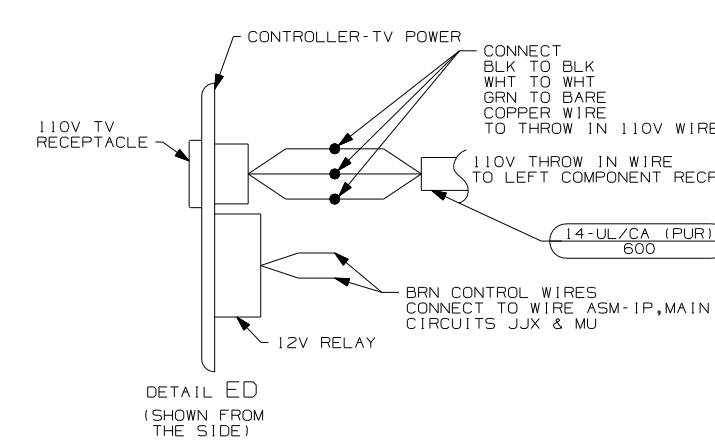 CONTROLLER-TV POWER
CONNECT
BLK TO BLK
WHT TO WHT
GRN TO BARE
COPPER WIRE
TO THROW IN 110V WIRE
110V TV
RECEPTACLE
110V THROW IN WIRE
TO LEFT COMPONENT RECP
14-UL/CA (PUR)
600
BRN CONTROL WIRES
CONNECT TO WIRE ASM-IP,MAIN
CIRCUITS JJX & MU
12V RELAY
DETAIL ED
(SHOWN FROM
THE SIDE)